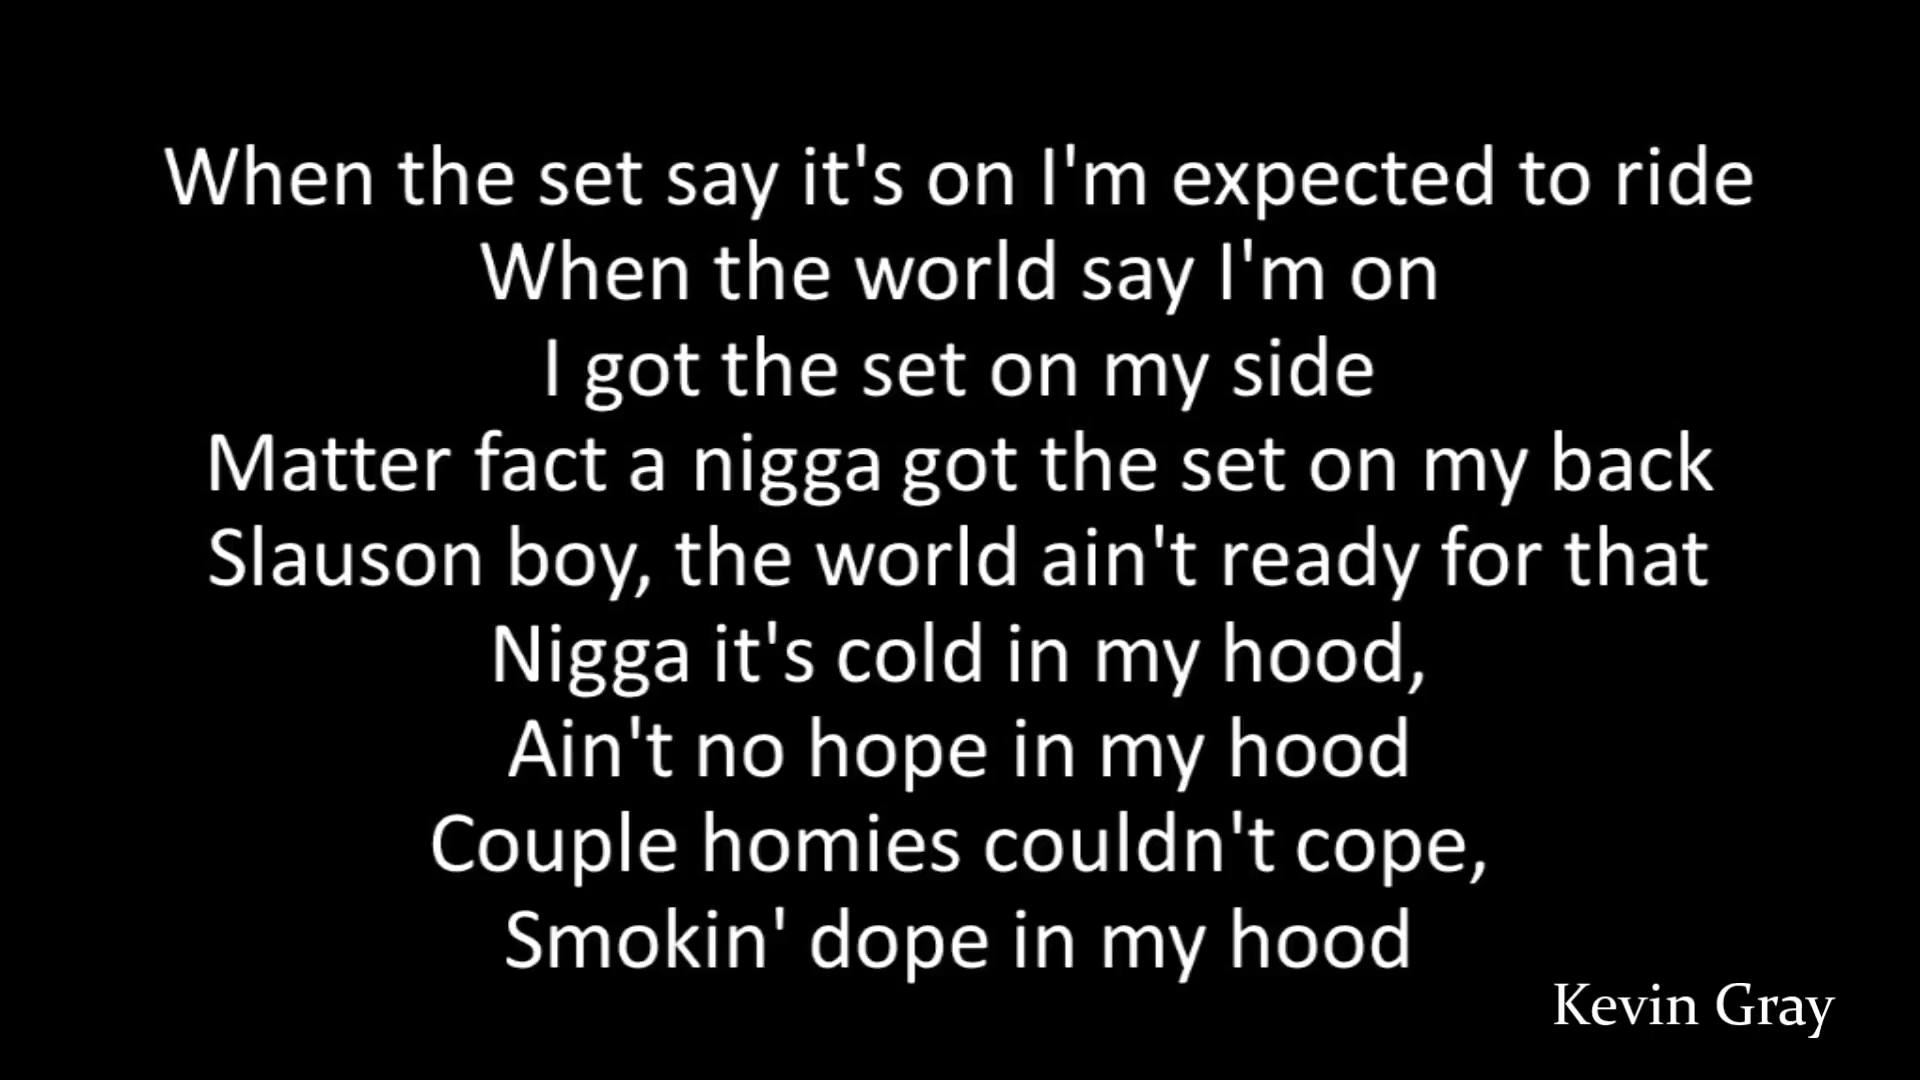 When the set say it's on I'm expected to ride
When the world say I'm on
I got the set on my side
Matter fact a nigga got the set on my back
Slauson boy, the world ain't ready for that
Nigga it's cold in my hood,
Ain't no hope in my hood
Couple homies couldn't cope,
Smokin' dope in my hood
Kevin Gray